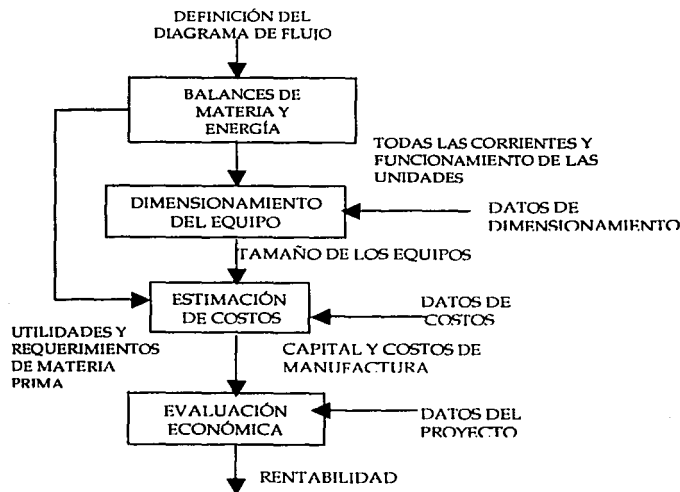 DEFINICIÓN DEL
DIAGRAMA DE FLUJO
BALANCES DE
MATERIA Y
ENERGÍA
TODAS LAS CORRIENTES Y
FUNCIONAMIENTO DE LAS
UNIDADES
DIMENSIONAMIENTO
DEL EQUIPO
DATOS DE
DIMENSIONAMIENTO
TAMAÑO DE LOS EQUIPOS
ESTIMACIÓN
DE COSTOS
DATOS DE
COSTOS
UTILIDADES Y
REQUERIMIENTOS
DE MATERIA
PRIMA
CAPITAL Y COSTOS DE
MANUFACTURA
EVALUACIÓN
ECONÓMICA
DATOS DEL
PROYECTO
RENTABILIDAD